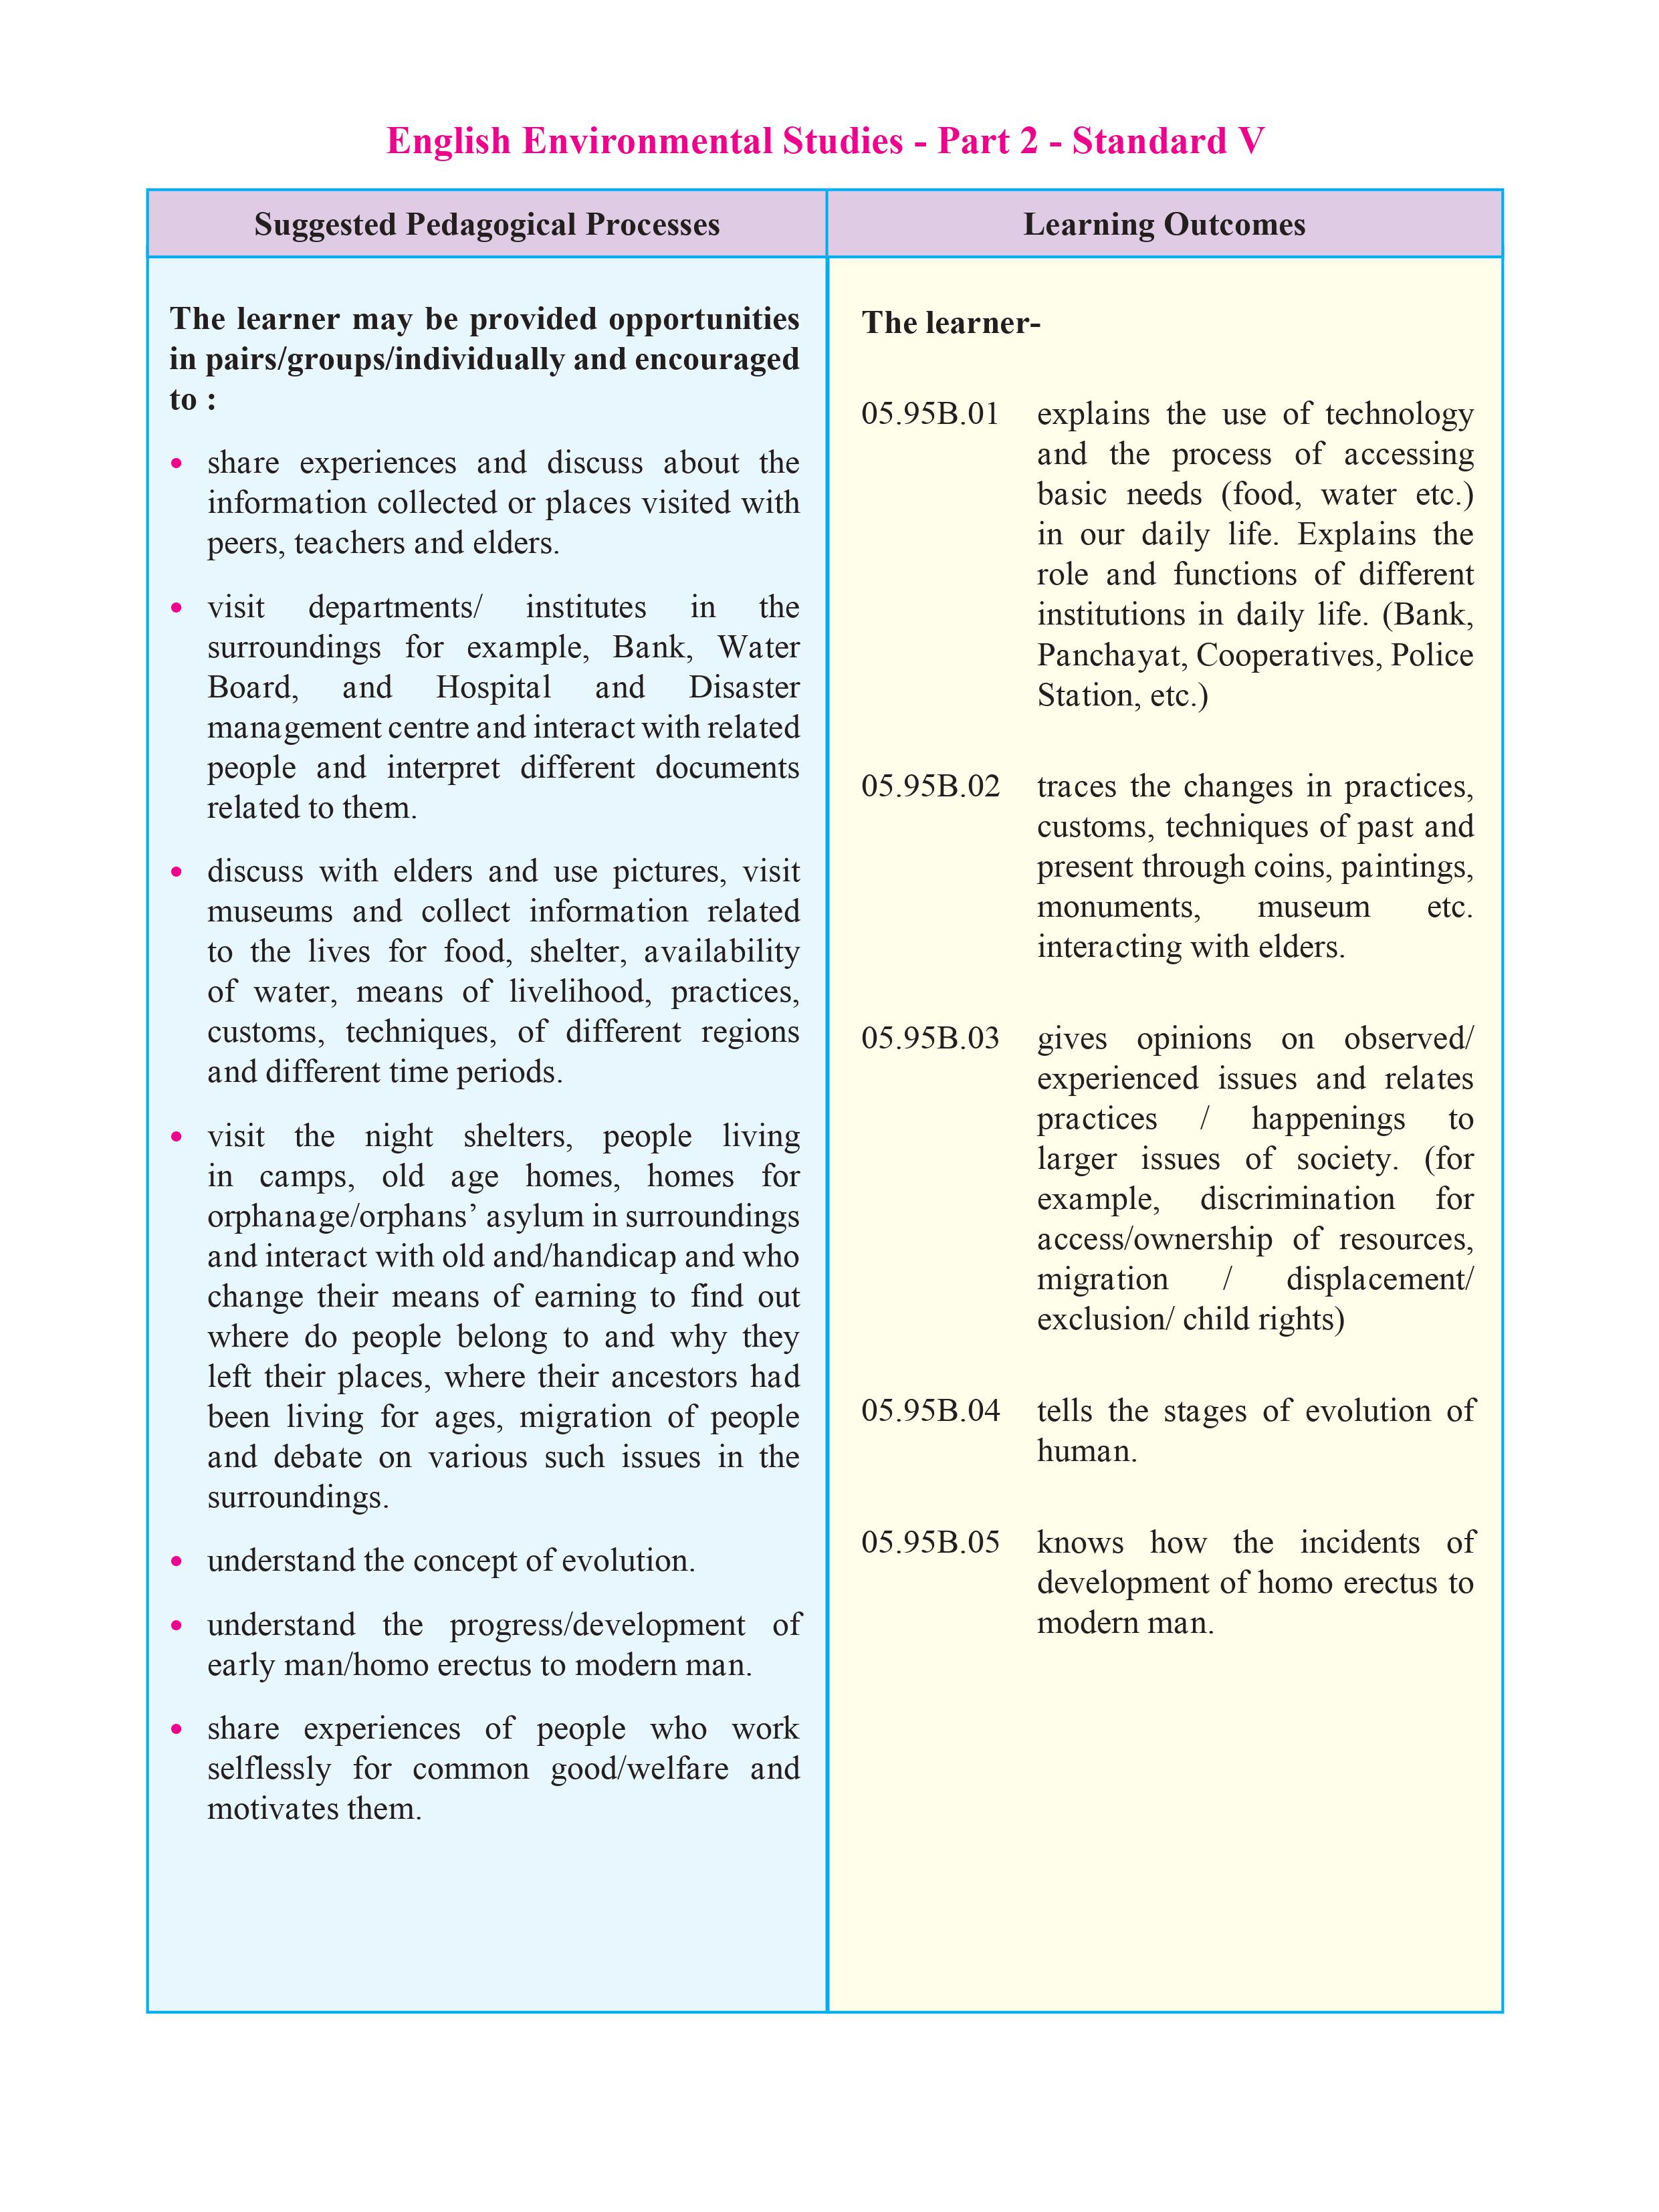 English Environmental Studies - Part 2 - Standard V
Suggested Pedagogical Processes
Learning Outcomes
The learner may be provided opportunities
in pairs/groups/individually and encouraged
to :
• share experiences and discuss about the
information collected or places visited with
peers, teachers and elders.
• visit departments/ institutes in the
surroundings for example, Bank, Water
Board, and Hospital and Disaster
management centre and interact with related
people and interpret different documents
related to them.
• discuss with elders and use pictures, visit
museums and collect information related
to the lives for food, shelter, availability
of water, means of livelihood, practices,
customs, techniques, of different regions
and different time periods.
• visit the night shelters, people living
in camps, old age homes, homes for
orphanage/orphans’ asylum in surroundings
and interact with old and/handicap and who
change their means of earning to find out
where do people belong to and why they
left their places, where their ancestors had
been living for ages, migration of people
and debate on various such issues in the
surroundings.
• understand the concept of evolution.
• understand the progress/development of
early man/homo erectus to modern man.
• share experiences of people who work
selflessly for common good/welfare and
motivates them.
The learner-
05.95B.01 explains the use of technology
and the process of accessing
basic needs (food, water etc.)
in our daily life. Explains the
role and functions of different
institutions in daily life. (Bank,
Panchayat, Cooperatives, Police
Station, etc.)
05.95B.02 traces the changes in practices,
customs, techniques of past and
present through coins, paintings,
monuments, museum etc.
interacting with elders.
05.95B.03 gives opinions on observed/
experienced issues and relates
practices / happenings to
larger issues of society. (for
example, discrimination for
access/ownership of resources,
migration / displacement/
exclusion/ child rights)
05.95B.04 tells the stages of evolution of
human.
05.95B.05 knows how the incidents of
development of homo erectus to
modern man.